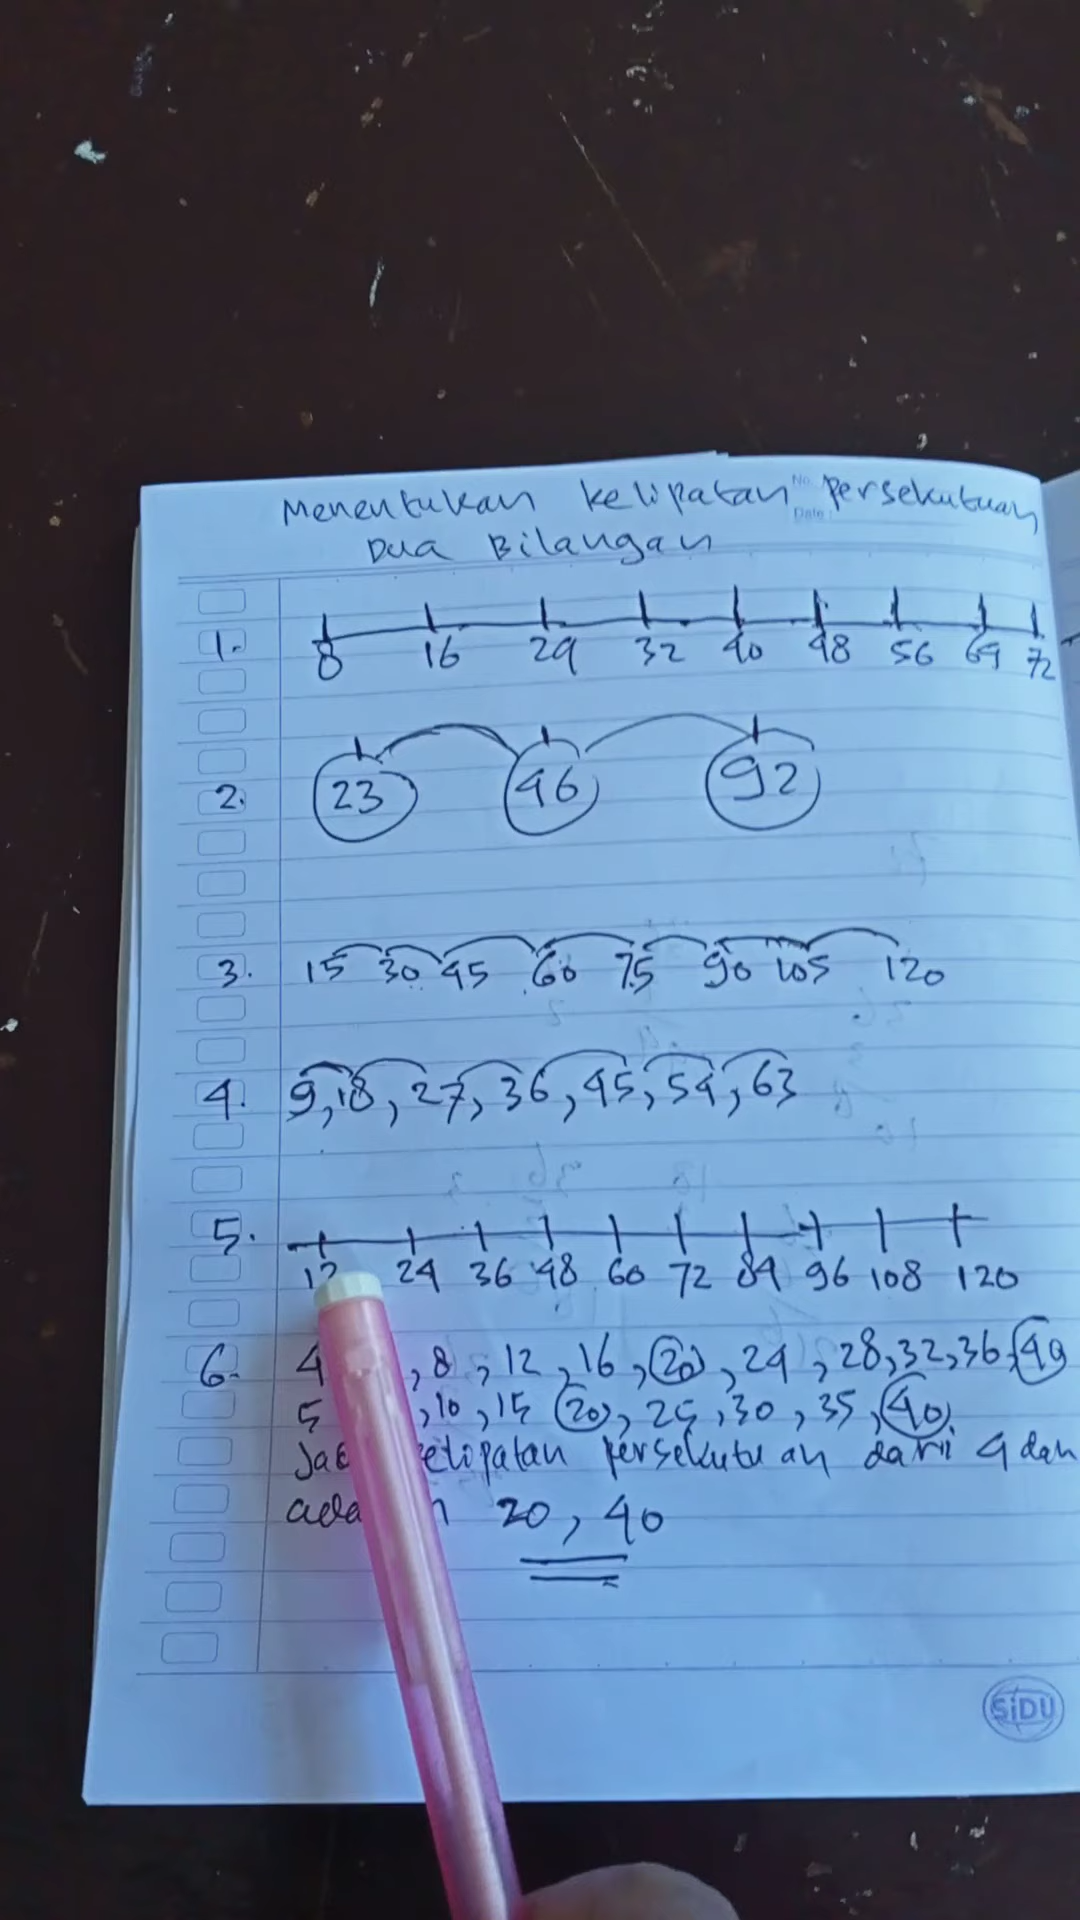 Menentukan Kelipatan Persekutuan
No.
Date:
Dua Bilangan
1. 8 16 24 32 40 48 56 64 72
2. 23 46 92
3. 15 30 45 60 75 90 105 120
4. 9, 18, 27, 36, 45, 54, 63
5. 12 24 36 48 60 72 84 96 108 120
6. 4 , 8, 12, 16, 20, 24, 28, 32, 36, 40
5 , 10, 15 20, 25, 30, 35, 40
persekutuan dari 4 dan
20, 40
SiDU